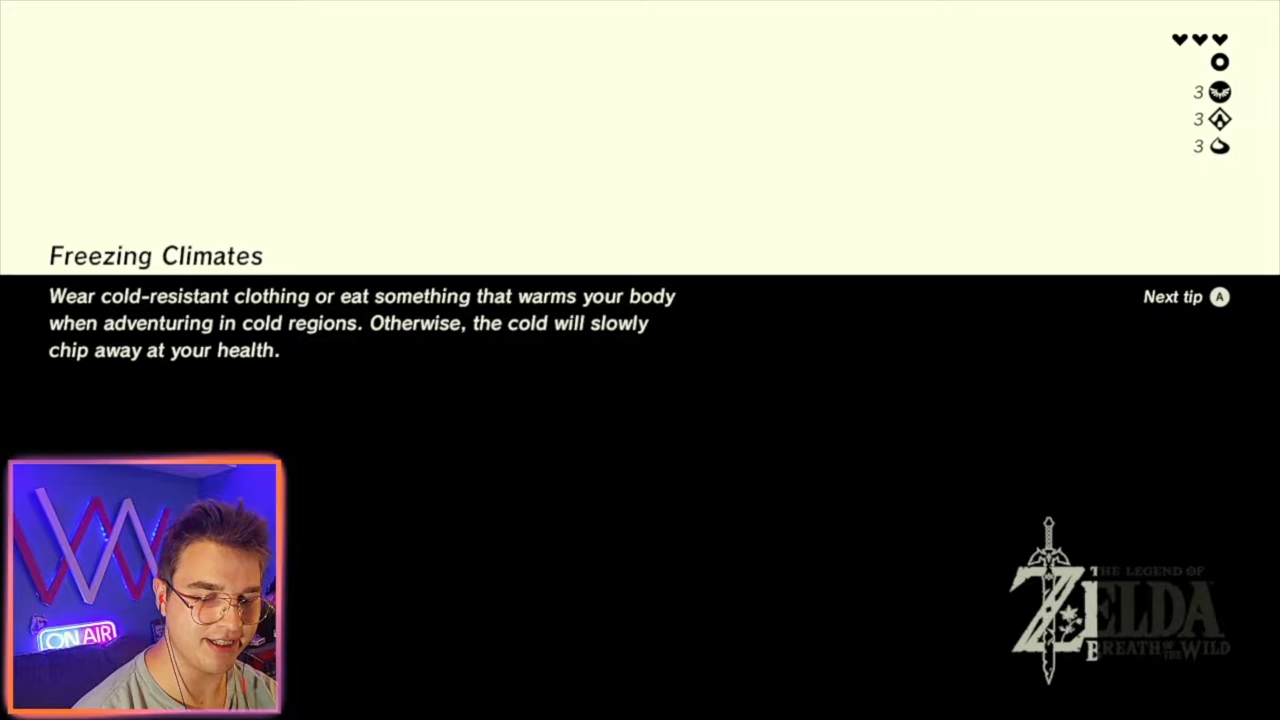 3
3
3
Freezing Climates
Wear cold-resistant clothing or eat something that warms your body
when adventuring in cold regions. Otherwise, the cold will slowly
chip away at your health.
Next tip A
ON AIR
THE LEGEND OF
ZELDA
BREATH OF THE WILD